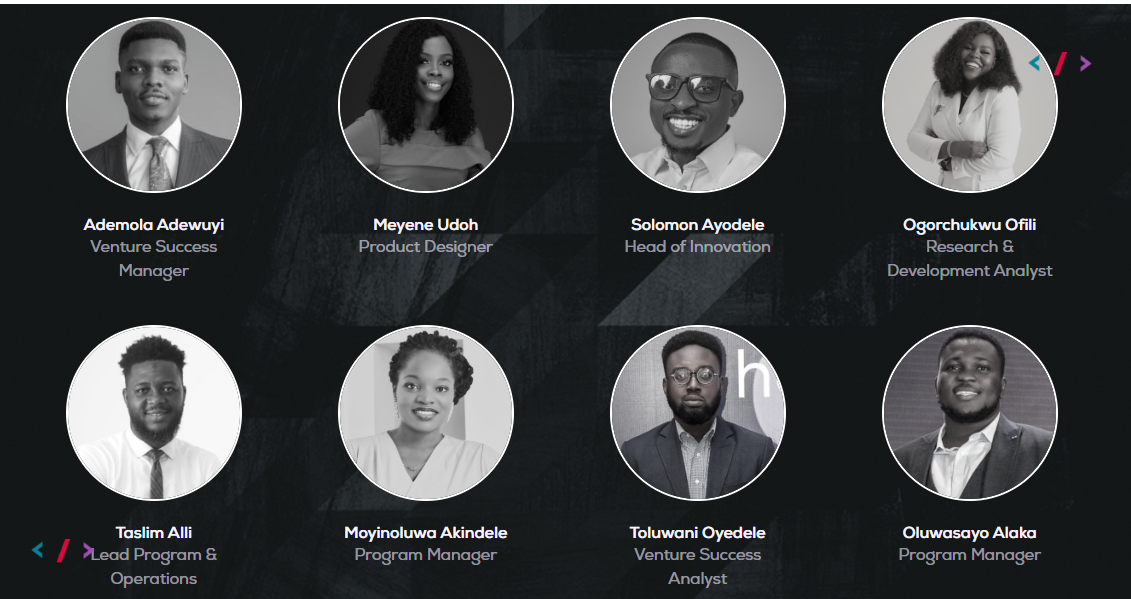 < / >
Ademola Adewuyi
Venture Success
Manager
Meyene Udoh
Product Designer
Solomon Ayodele
Head of Innovation
Ogorchukwu Ofili
Research &
Development Analyst
h
Taslim Alli
Lead Program &
Operations
Moyinoluwa Akindele
Program Manager
Toluwani Oyedele
Venture Success
Analyst
Oluwasayo Alaka
Program Manager
< / >